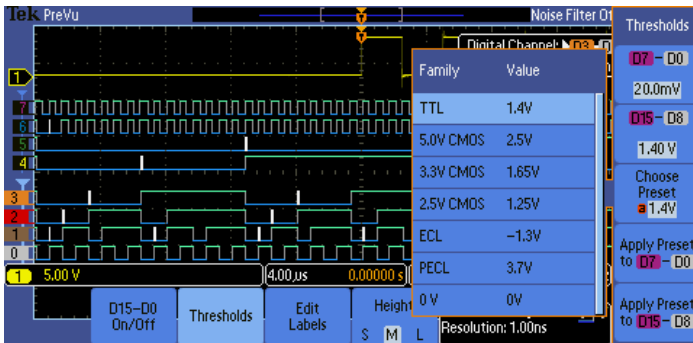 Tek PreVu
Noise Filter Of
Digital Channel: D3
1
7
6
5
4
3
2
1
0
Family Value
TTL 1.4V
5.0V CMOS 2.5V
3.3V CMOS 1.65V
2.5V CMOS 1.25V
ECL −1.3V
PECL 3.7V
0 V 0V
Thresholds
D7 – D0
20.0mV
D15 – D8
1.40 V
Choose
Preset
a 1.4V
Apply Preset
to D7 – D0
Apply Preset
to D15 – D8
1 5.00 V 4.00µs 0.00000 s
D15–D0
On/Off
Thresholds
Edit
Labels
Height
S M L
Resolution: 1.00ns